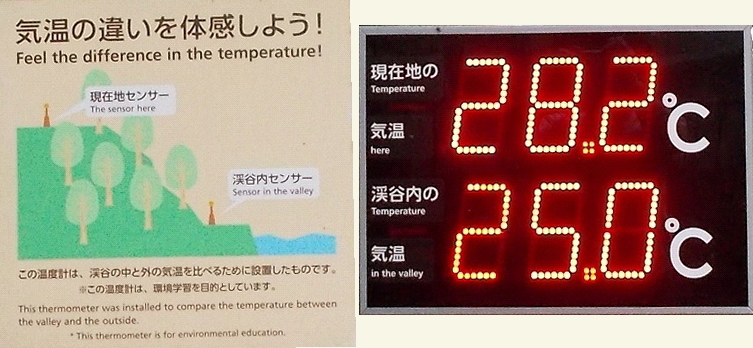 気温の違いを体感しよう!
Feel the difference in the temperature!
現在地センサー
The sensor here
渓谷内センサー
Sensor in the valley
この温度計は、渓谷の中と外の気温を比べるために設置したものです。
※この温度計は、環境学習を目的としています。
This thermometer was installed to compare the temperature between
the valley and the outside.
* This thermometer is for environmental education.
現在地の
Temperature
気温
here
28.2℃
渓谷内の
Temperature
気温
in the valley
25.0℃